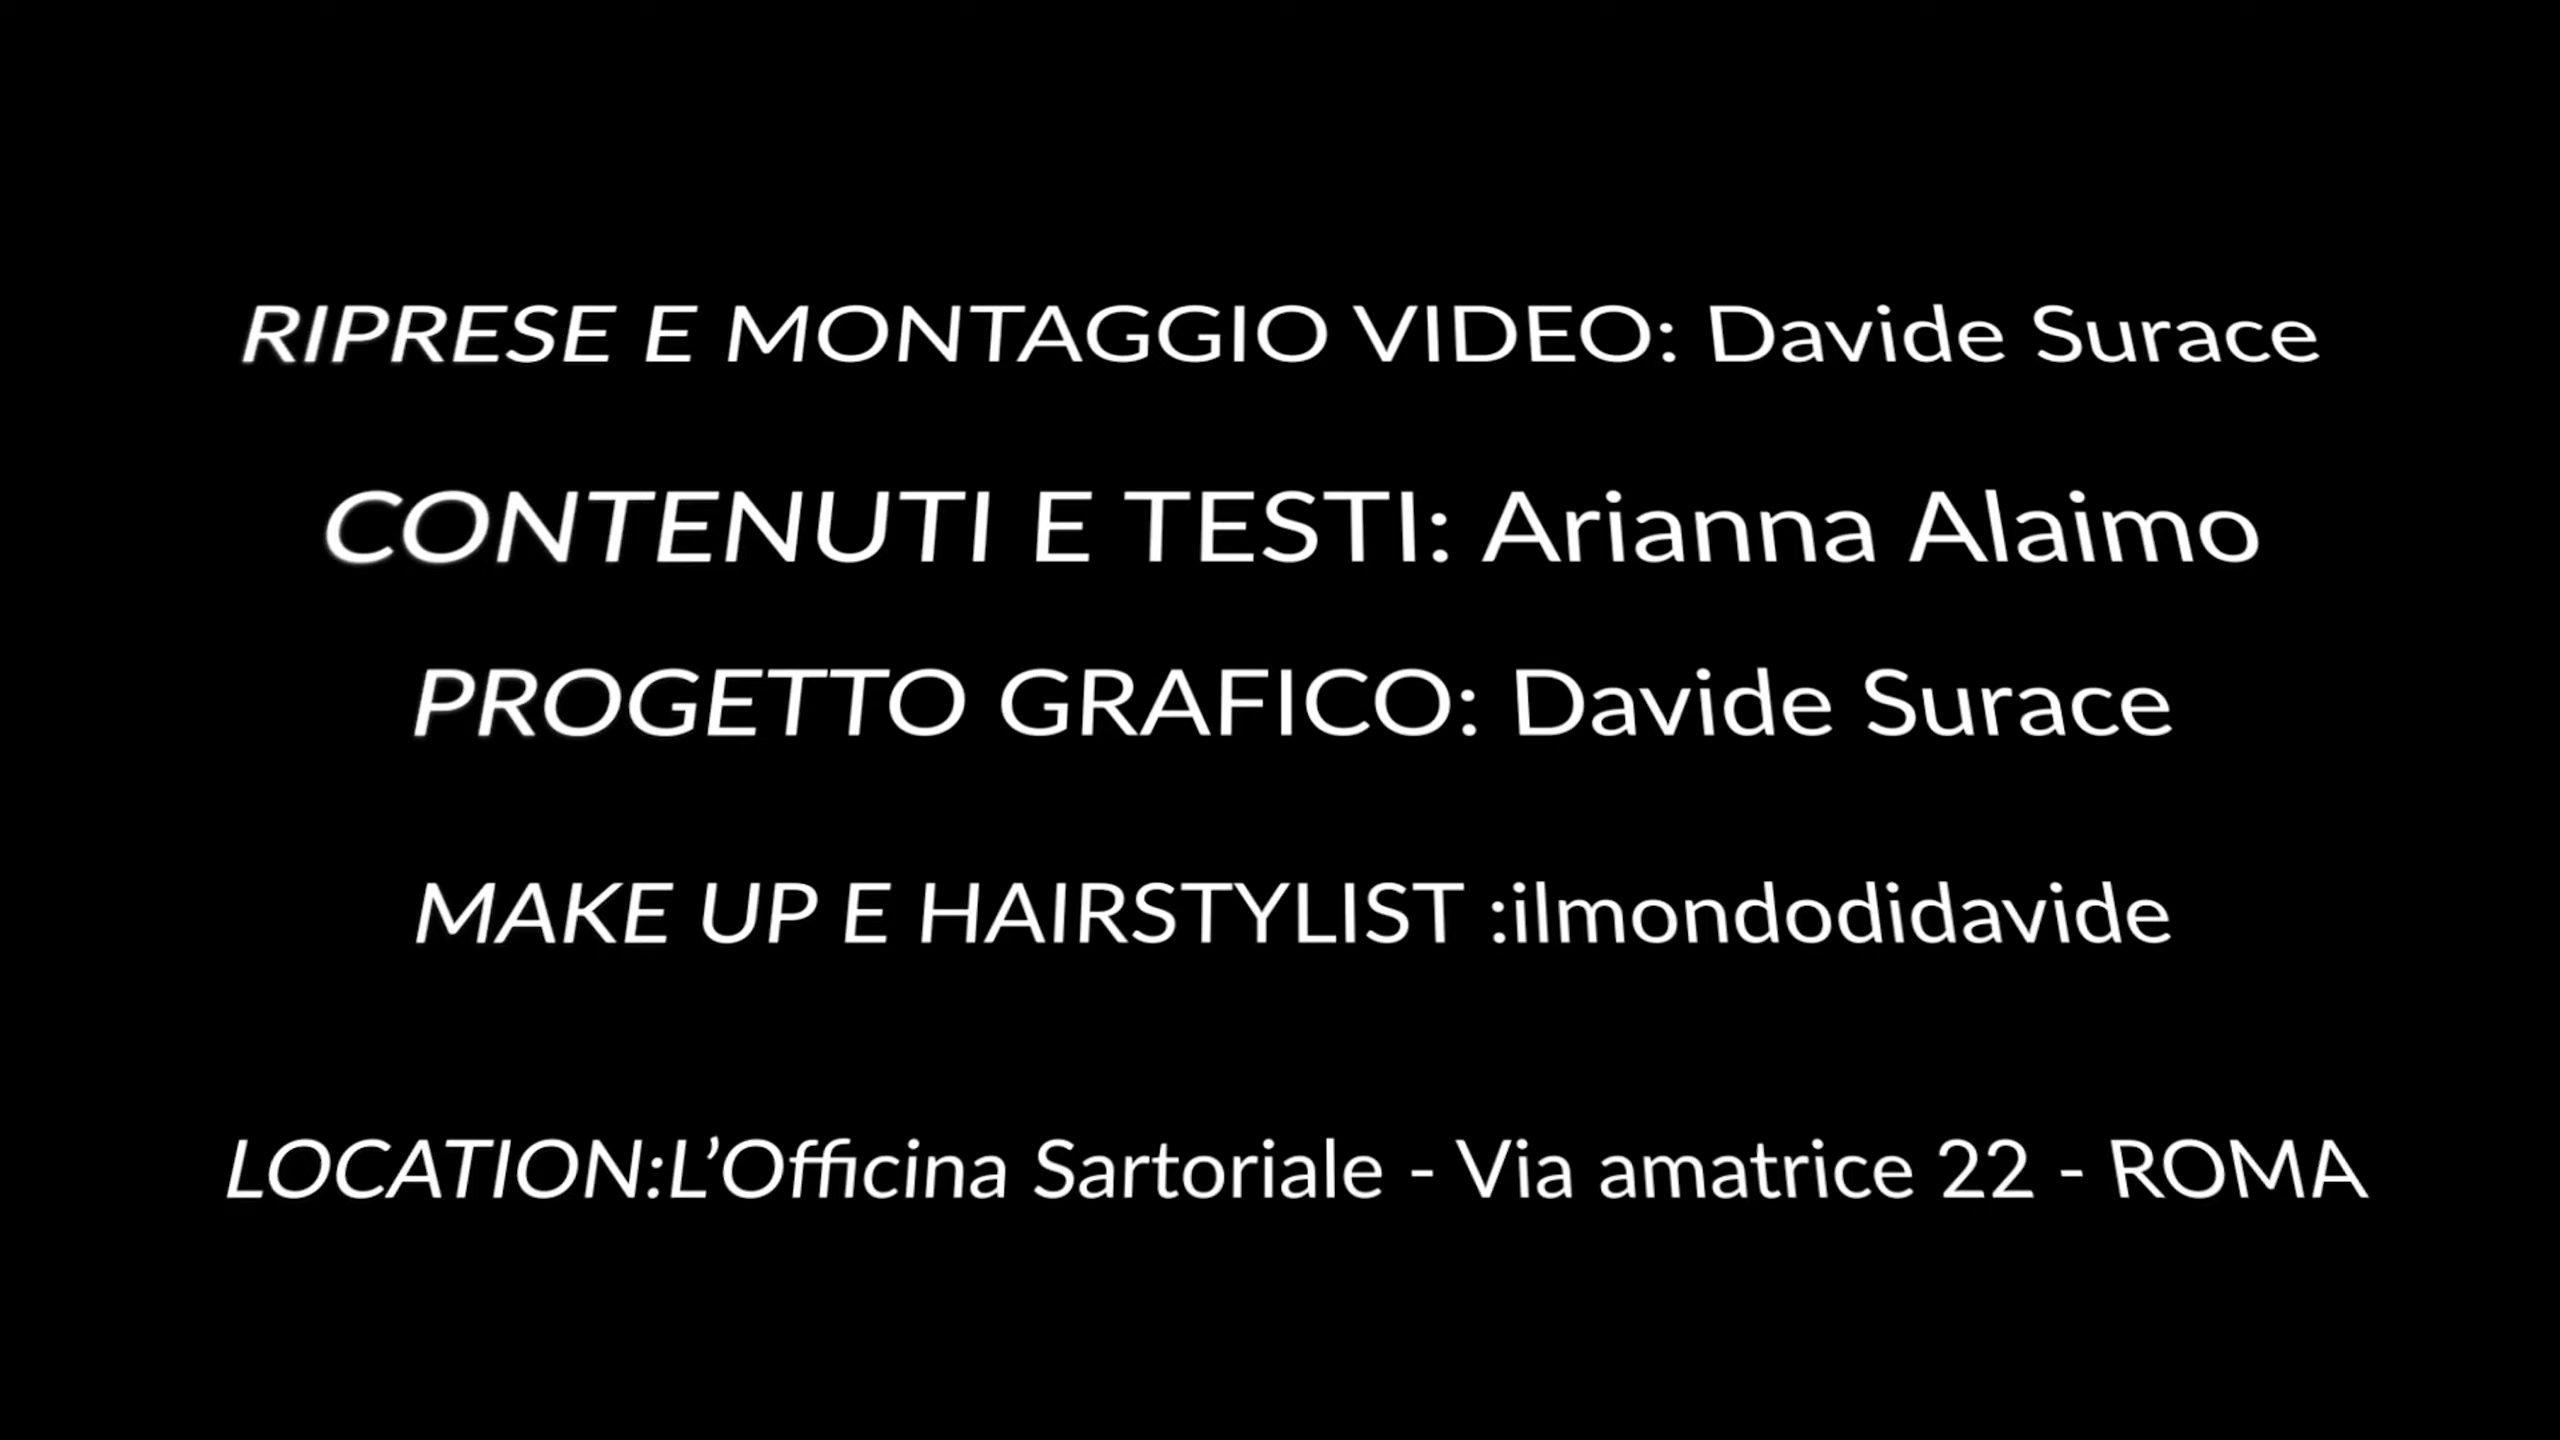 RIPRESE E MONTAGGIO VIDEO: Davide Surace
CONTENUTI E TESTI: Arianna Alaimo
PROGETTO GRAFICO: Davide Surace
MAKE UP E HAIRSTYLIST :ilmondodidavide
LOCATION:L’Officina Sartoriale - Via amatrice 22 - ROMA